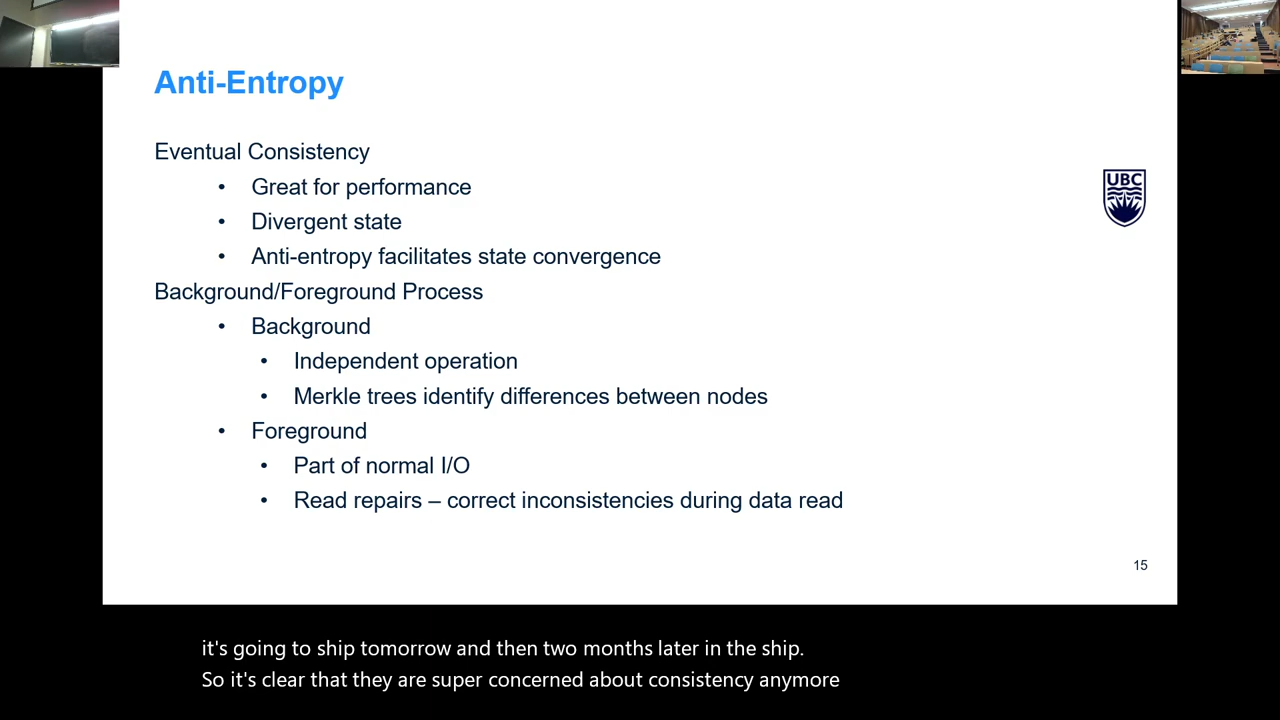 Anti-Entropy
Eventual Consistency
• Great for performance
• Divergent state
• Anti-entropy facilitates state convergence
UBC
Background/Foreground Process
• Background
• Independent operation
• Merkle trees identify differences between nodes
• Foreground
• Part of normal I/O
• Read repairs – correct inconsistencies during data read
15
it's going to ship tomorrow and then two months later in the ship.
So it's clear that they are super concerned about consistency anymore